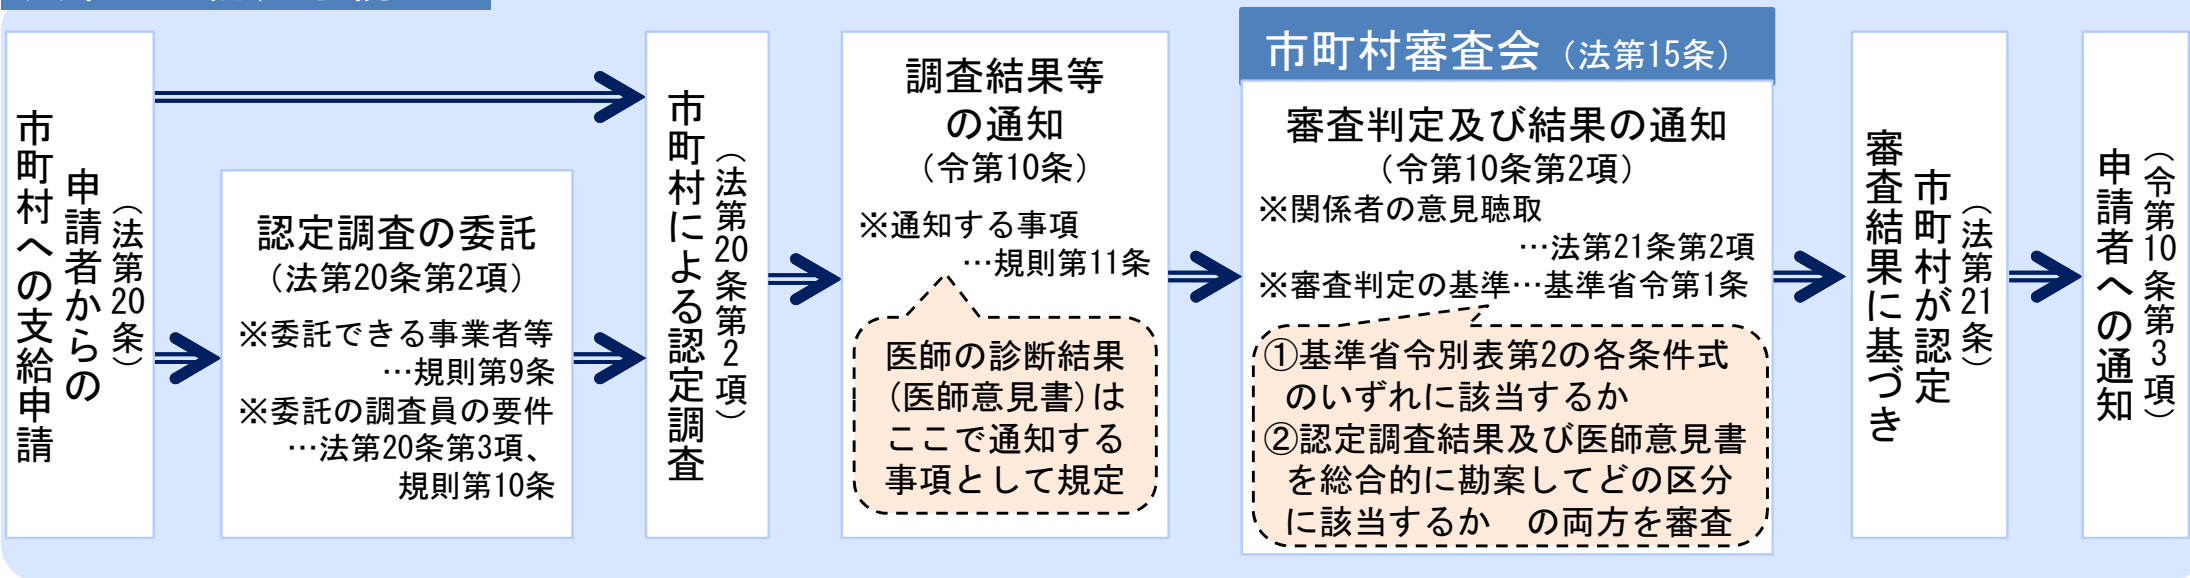 市町村への支給申請
申請者からの
（法第20条）
認定調査の委託
（法第20条第2項）
※委託できる事業者等
…規則第9条
※委託の調査員の要件
…法第20条第3項、
規則第10条
市町村による認定調査
（法第20条第2項）
調査結果等
の通知
（令第10条）
※通知する事項
…規則第11条
医師の診断結果
(医師意見書)は
ここで通知する
事項として規定
市町村審査会（法第15条）
審査判定及び結果の通知
（令第10条第2項）
※関係者の意見聴取
…法第21条第2項
※審査判定の基準…基準省令第1条
①基準省令別表第2の各条件式
のいずれに該当するか
②認定調査結果及び医師意見書
を総合的に勘案してどの区分
に該当するか　の両方を審査
審査結果に基づき
市町村が認定
（法第21条）
申請者への通知
（令第10条第3項）